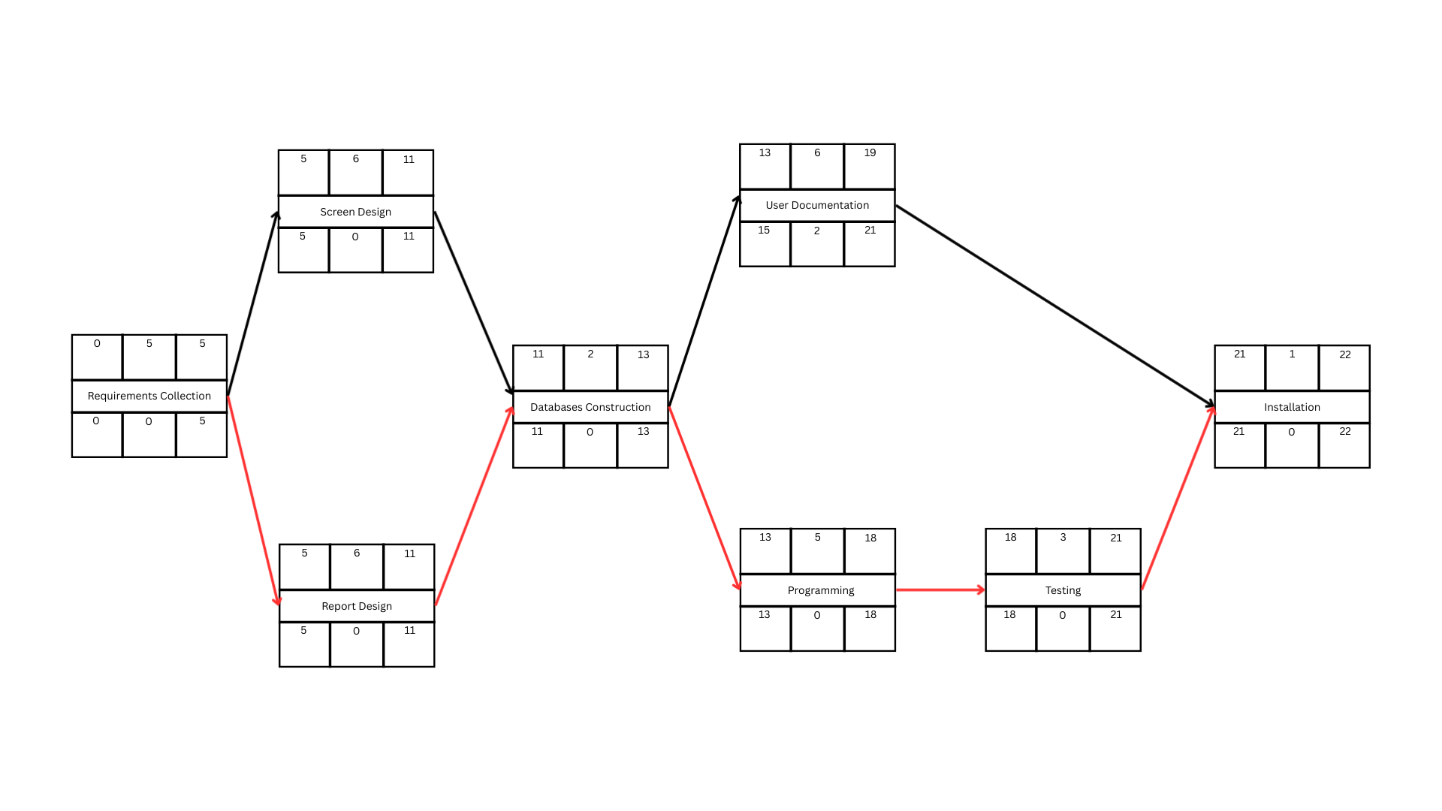 0 5 5
Requirements Collection
0 0 5
5 6 11
Screen Design
5 0 11
5 6 11
Report Design
5 0 11
11 2 13
Databases Construction
11 0 13
13 6 19
User Documentation
15 2 21
13 5 18
Programming
13 0 18
18 3 21
Testing
18 0 21
21 1 22
Installation
21 0 22